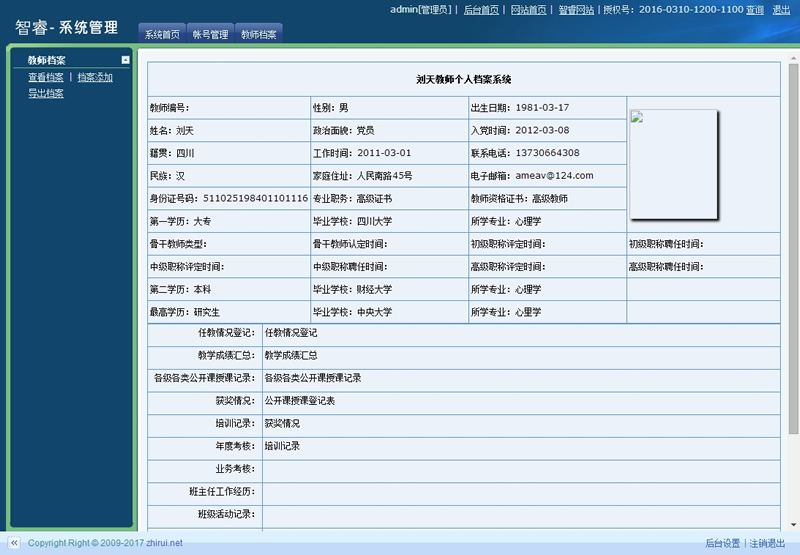 admin[管理员] | 后台首页 | 网站首页 | 智睿网站 | 授权号：2016-0310-1200-1100 查询 退出
智睿- 系统管理
系统首页 帐号管理 教师档案
教师档案
查看档案 | 档案添加
导出档案
刘天教师个人档案系统
教师编号： 性别：男 出生日期：1981-03-17
姓名：刘天 政治面貌：党员 入党时间：2012-03-08
籍贯：四川 工作时间：2011-03-01 联系电话：13730664308
民族：汉 家庭住址：人民南路45号 电子邮箱：ameav@124.com
身份证号码：511025198401101116 专业职务：高级证书 教师资格证书：高级教师
第一学历：大专 毕业学校：四川大学 所学专业：心理学
骨干教师类型： 骨干教师认定时间： 初级职称评定时间： 初级职称聘任时间：
中级职称评定时间： 中级职称聘任时间： 高级职称评定时间： 高级职称聘任时间：
第二学历：本科 毕业学校：财经大学 所学专业：心理学
最高学历：研究生 毕业学校：中央大学 所学专业：心里学
任教情况登记： 任教情况登记
教学成绩汇总： 教学成绩汇总
各级各类公开课授课记录： 各级各类公开课授课记录
获奖情况： 公开课授课登记表
培训记录： 获奖情况
年度考核： 培训记录
业务考核：
班主任工作经历：
班级活动记录：
Copyright Right © 2009-2017 zhirui.net 后台设置 | 注销退出